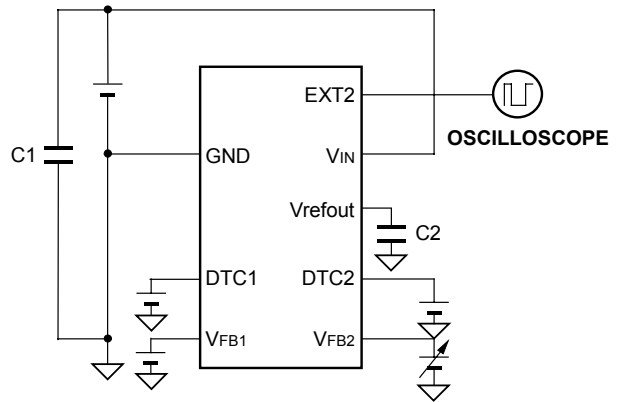 EXT2
OSCILLOSCOPE
C1
GND
VIN
Vrefout
C2
DTC1
DTC2
VFB1
VFB2